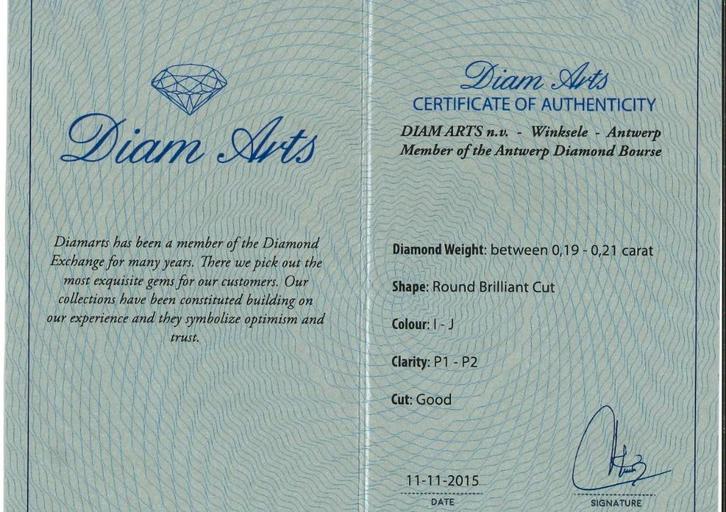 Diam Arts
Diamarts has been a member of the Diamond
Exchange for many years. There we pick out the
most exquisite gems for our customers. Our
collections have been constituted building on
our experience and they symbolize optimism and
trust.
Diam Arts
CERTIFICATE OF AUTHENTICITY
DIAM ARTS n.v. - Winksele - Antwerp
Member of the Antwerp Diamond Bourse
Diamond Weight: between 0,19 - 0,21 carat
Shape: Round Brilliant Cut
Colour: I - J
Clarity: P1 - P2
Cut: Good
11-11-2015
DATE
SIGNATURE